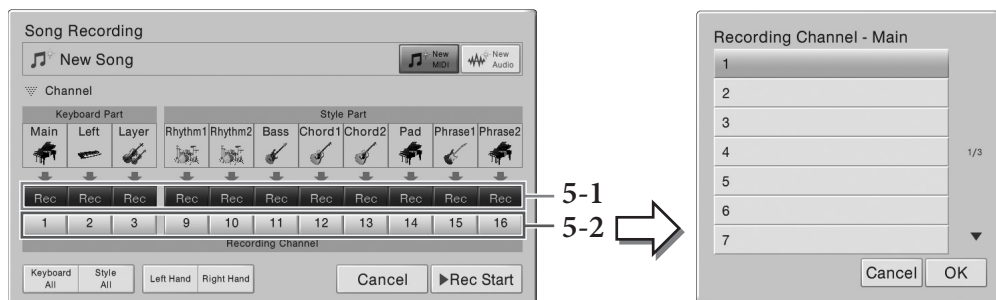 Song Recording
New Song
New MIDI
New Audio
Channel
Keyboard Part Style Part
Main Left Layer Rhythm1 Rhythm2 Bass Chord1 Chord2 Pad Phrase1 Phrase2
Rec Rec Rec Rec Rec Rec Rec Rec Rec Rec Rec
5-1
1 2 3 9 10 11 12 13 14 15 16
5-2
Recording Channel
Keyboard All
Style All
Left Hand Right Hand
Cancel
Rec Start
Recording Channel - Main
1
2
3
4
1/3
5
6
7
Cancel OK